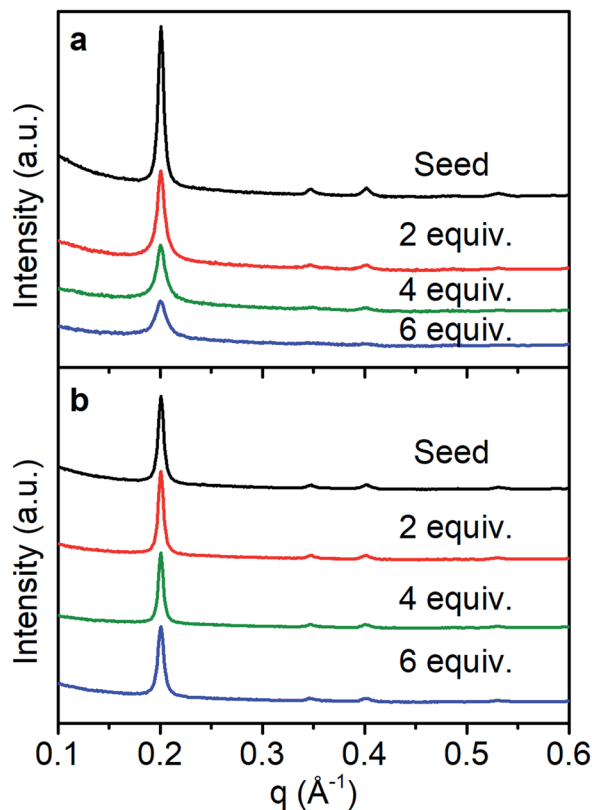 a
Intensity (a.u.)
Seed
2 equiv.
4 equiv.
6 equiv.
b
Intensity (a.u.)
Seed
2 equiv.
4 equiv.
6 equiv.
0.1 0.2 0.3 0.4 0.5 0.6
q (Å⁻¹)